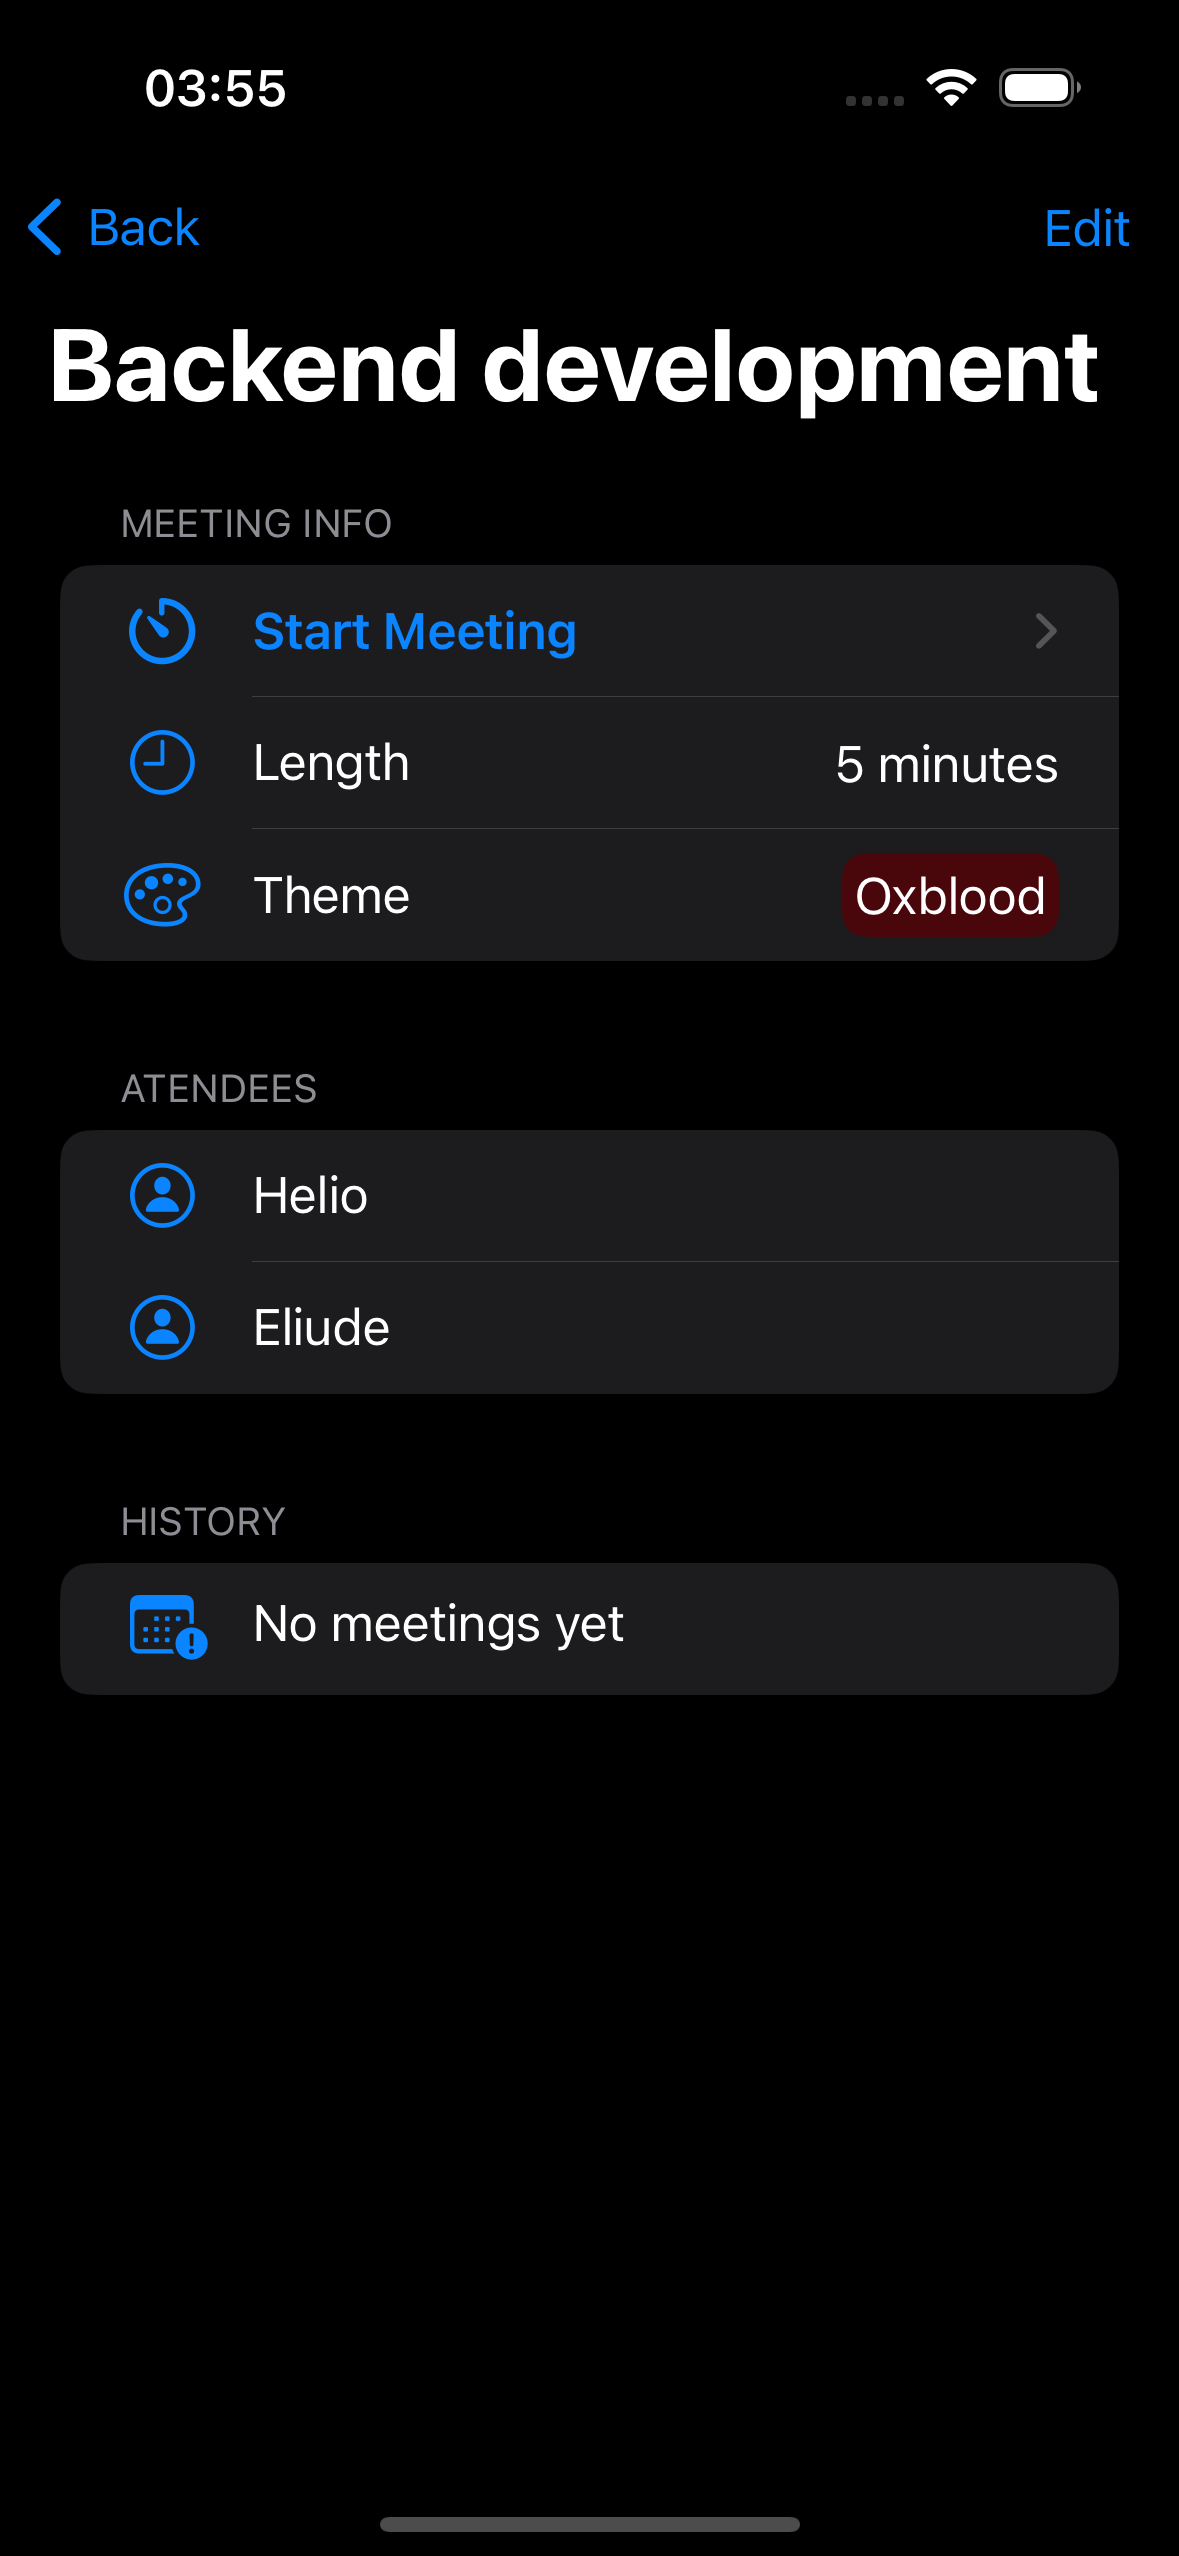 03:55
Back
Edit
Backend development
MEETING INFO
Start Meeting
Length
5 minutes
Theme
Oxblood
ATENDEES
Helio
Eliude
HISTORY
No meetings yet